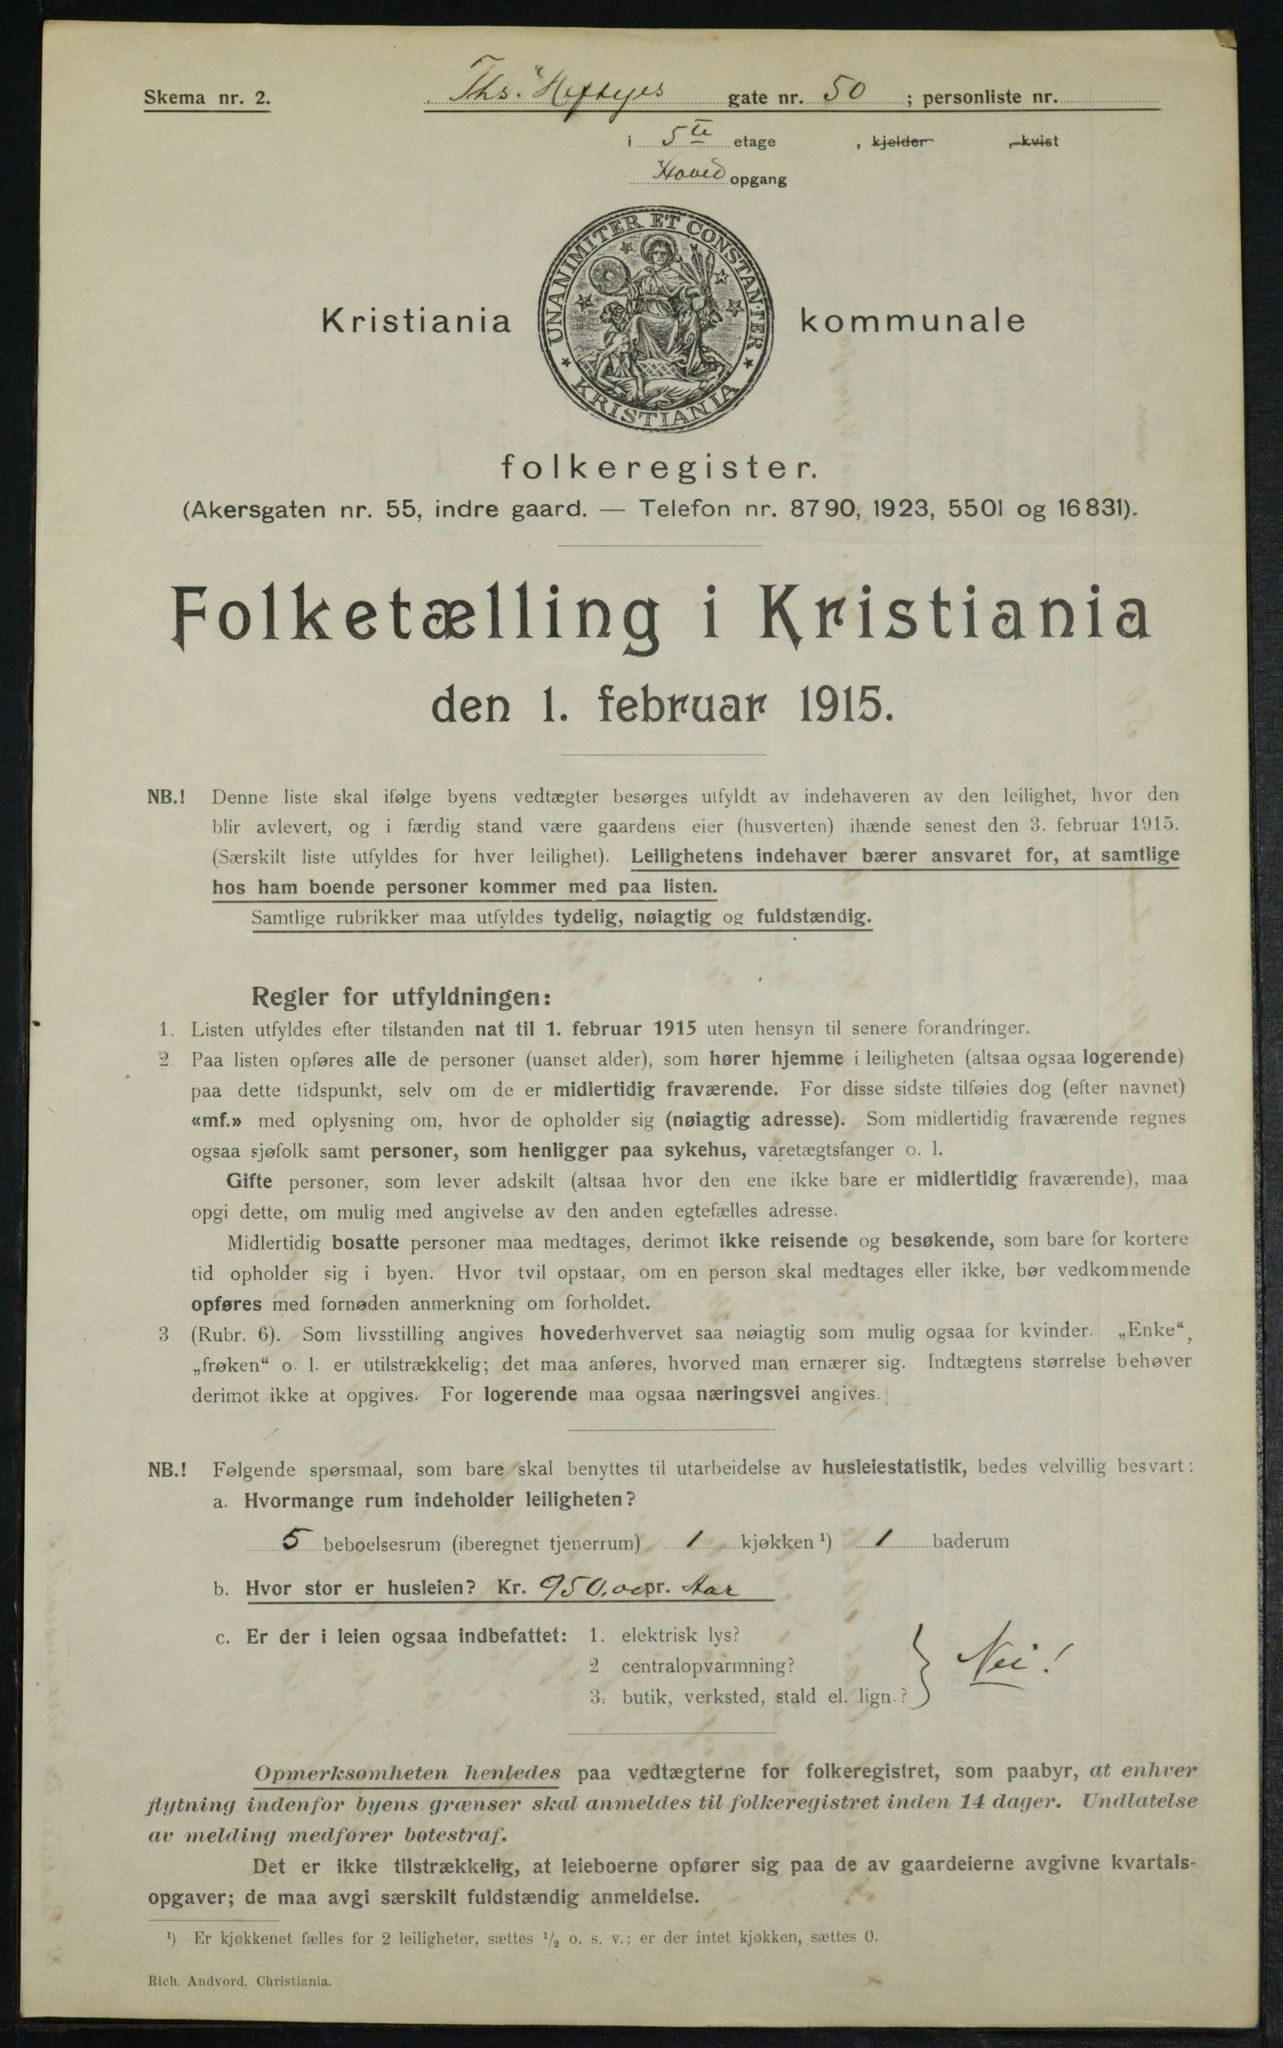 Skema nr. 2.
Ths. Heftyes gate nr. 50 ; personliste nr.
i 5te etage , kjelder , kvist
Hoved opgang
UNANIMITER ET CONSTANTER
KRISTIANIA
Kristiania kommunale
folkeregister.
(Akersgaten nr. 55, indre gaard. — Telefon nr. 8790, 1923, 5501 og 16831).
Folketælling i Kristiania
den 1. februar 1915.
NB.! Denne liste skal ifølge byens vedtægter besørges utfyldt av indehaveren av den leilighet, hvor den
blir avlevert, og i færdig stand være gaardens eier (husverten) ihænde senest den 3. februar 1915.
(Særskilt liste utfyldes for hver leilighet). Leilighetens indehaver bærer ansvaret for, at samtlige
hos ham boende personer kommer med paa listen.
Samtlige rubrikker maa utfyldes tydelig, nøiagtig og fuldstændig.
Regler for utfyldningen:
1. Listen utfyldes efter tilstanden nat til 1. februar 1915 uten hensyn til senere forandringer.
2. Paa listen opføres alle de personer (uanset alder), som hører hjemme i leiligheten (altsaa ogsaa logerende)
paa dette tidspunkt, selv om de er midlertidig fraværende. For disse sidste tilføies dog (efter navnet)
«mf.» med oplysning om, hvor de opholder sig (nøiagtig adresse). Som midlertidig fraværende regnes
ogsaa sjøfolk samt personer, som henligger paa sykehus, varetægtsfanger o. l.
Gifte personer, som lever adskilt (altsaa hvor den ene ikke bare er midlertidig fraværende), maa
opgi dette, om mulig med angivelse av den anden egtefælles adresse.
Midlertidig bosatte personer maa medtages, derimot ikke reisende og besøkende, som bare for kortere
tid opholder sig i byen. Hvor tvil opstaar, om en person skal medtages eller ikke, bør vedkommende
opføres med fornøden anmerkning om forholdet.
3 (Rubr. 6). Som livsstilling angives hovederhvervet saa nøiagtig som mulig ogsaa for kvinder. „Enke“,
„frøken“ o. l. er utilstrækkelig; det maa anføres, hvorved man ernærer sig. Indtægtens størrelse behøver
derimot ikke at opgives. For logerende maa ogsaa næringsvei angives.
NB.! Følgende spørsmaal, som bare skal benyttes til utarbeidelse av husleiestatistik, bedes velvillig besvart:
a. Hvormange rum indeholder leiligheten?
5 beboelsesrum (iberegnet tjenerrum) 1 kjøkken ¹) 1 baderum
b. Hvor stor er husleien? Kr. 950.00 pr. Aar
c. Er der i leien ogsaa indbefattet: 1. elektrisk lys?
2. centralopvarmning?
3. butik, verksted, stald el. lign.?
Nei!
Opmerksomheten henledes paa vedtægterne for folkeregistret, som paabyr, at enhver
flytning indenfor byens grænser skal anmeldes til folkeregistret inden 14 dager. Undlatelse
av melding medfører bøtestraf.
Det er ikke tilstrækkelig, at leieboerne opfører sig paa de av gaardeierne avgivne kvartals-
opgaver; de maa avgi særskilt fuldstændig anmeldelse.
¹) Er kjøkkenet fælles for 2 leiligheter, sættes ¹/₂ o. s. v.; er der intet kjøkken, sættes 0.
Rich. Andvord. Christiania.